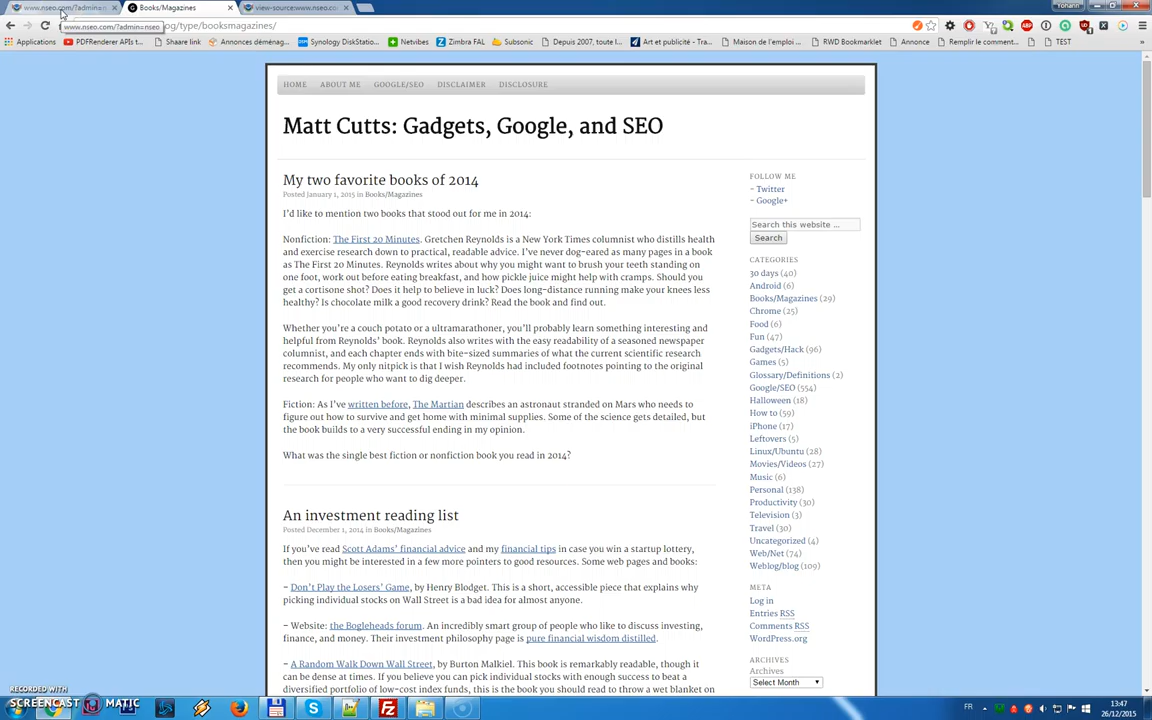 www.nseo.com/?admin=n
Books/Magazines
view-source:www.nseo.co
Yohann
www.nseo.com/?admin=nseo
og/type/booksmagazines/
Applications
PDFRenderer APIs t...
Shaare link
Annonces déménag...
Synology DiskStatio...
Netvibes
Zimbra FAL
Subsonic
Depuis 2007, toute l...
Art et publicité - Tra...
Maison de l'emploi ...
RWD Bookmarklet
Annonce
Remplir le comment...
TEST
HOME ABOUT ME GOOGLE/SEO DISCLAIMER DISCLOSURE
Matt Cutts: Gadgets, Google, and SEO
My two favorite books of 2014
Posted January 1, 2015 in Books/Magazines
I'd like to mention two books that stood out for me in 2014:
Nonfiction: The First 20 Minutes. Gretchen Reynolds is a New York Times columnist who distills health
and exercise research down to practical, readable advice. I've never dog-eared as many pages in a book
as The First 20 Minutes. Reynolds writes about why you might want to brush your teeth standing on
one foot, work out before eating breakfast, and how pickle juice might help with cramps. Should you
get a cortisone shot? Does it help to believe in luck? Does long-distance running make your knees less
healthy? Is chocolate milk a good recovery drink? Read the book and find out.
Whether you're a couch potato or a ultramarathoner, you'll probably learn something interesting and
helpful from Reynolds' book. Reynolds also writes with the easy readability of a seasoned newspaper
columnist, and each chapter ends with bite-sized summaries of what the current scientific research
recommends. My only nitpick is that I wish Reynolds had included footnotes pointing to the original
research for people who want to dig deeper.
Fiction: As I've written before, The Martian describes an astronaut stranded on Mars who needs to
figure out how to survive and get home with minimal supplies. Some of the science gets detailed, but
the book builds to a very successful ending in my opinion.
What was the single best fiction or nonfiction book you read in 2014?
An investment reading list
Posted December 1, 2014 in Books/Magazines
If you've read Scott Adams' financial advice and my financial tips in case you win a startup lottery,
then you might be interested in a few more pointers to good resources. Some web pages and books:
– Don't Play the Losers' Game, by Henry Blodget. This is a short, accessible piece that explains why
picking individual stocks on Wall Street is a bad idea for almost anyone.
– Website: the Bogleheads forum. An incredibly smart group of people who like to discuss investing,
finance, and money. Their investment philosophy page is pure financial wisdom distilled.
– A Random Walk Down Wall Street, by Burton Malkiel. This book is remarkably readable, though it
can be dense at times. If you believe you can pick individual stocks with enough success to beat a
diversified portfolio of low-cost index funds, this is the book you should read to throw a wet blanket on
FOLLOW ME
- Twitter
- Google+
Search this website ...
Search
CATEGORIES
30 days (40)
Android (6)
Books/Magazines (29)
Chrome (25)
Food (6)
Fun (47)
Gadgets/Hack (96)
Games (5)
Glossary/Definitions (2)
Google/SEO (554)
Halloween (18)
How to (59)
iPhone (17)
Leftovers (5)
Linux/Ubuntu (28)
Movies/Videos (27)
Music (6)
Personal (138)
Productivity (30)
Television (3)
Travel (30)
Uncategorized (4)
Web/Net (74)
Weblog/blog (109)
META
Log in
Entries RSS
Comments RSS
WordPress.org
ARCHIVES
Archives
Select Month
RECORDED WITH
SCREENCAST MATIC
FR
13:47
26/12/2015